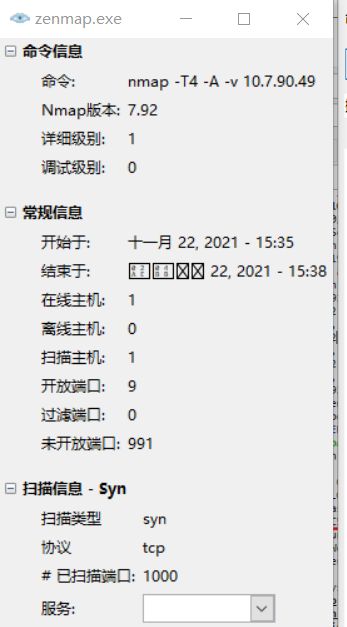 zenmap.exe
命令信息
命令: nmap -T4 -A -v 10.7.90.49
Nmap版本: 7.92
详细级别: 1
调试级别: 0
常规信息
开始于: 十一月 22, 2021 - 15:35
结束于: 22, 2021 - 15:38
在线主机: 1
离线主机: 0
扫描主机: 1
开放端口: 9
过滤端口: 0
未开放端口: 991
扫描信息 - Syn
扫描类型 syn
协议 tcp
# 已扫描端口: 1000
服务: